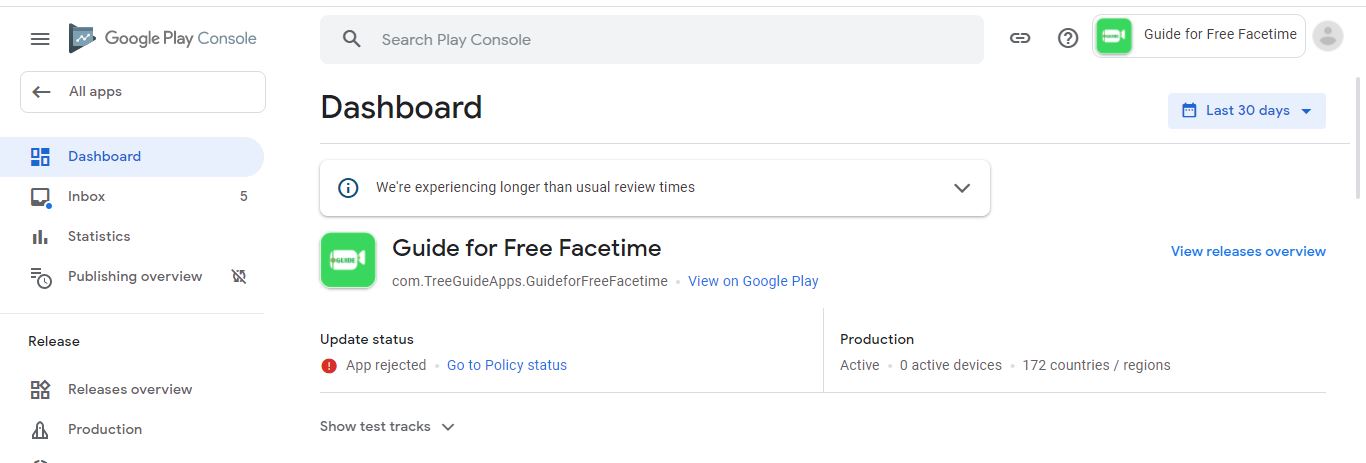 Google Play Console
Search Play Console
Guide for Free Facetime
All apps
Dashboard
Last 30 days
Dashboard
Inbox 5
Statistics
Publishing overview
Release
Releases overview
Production
We're experiencing longer than usual review times
GUIDE
Guide for Free Facetime
com.TreeGuideApps.GuideforFreeFacetime • View on Google Play
View releases overview
Update status
App rejected • Go to Policy status
Production
Active • 0 active devices • 172 countries / regions
Show test tracks